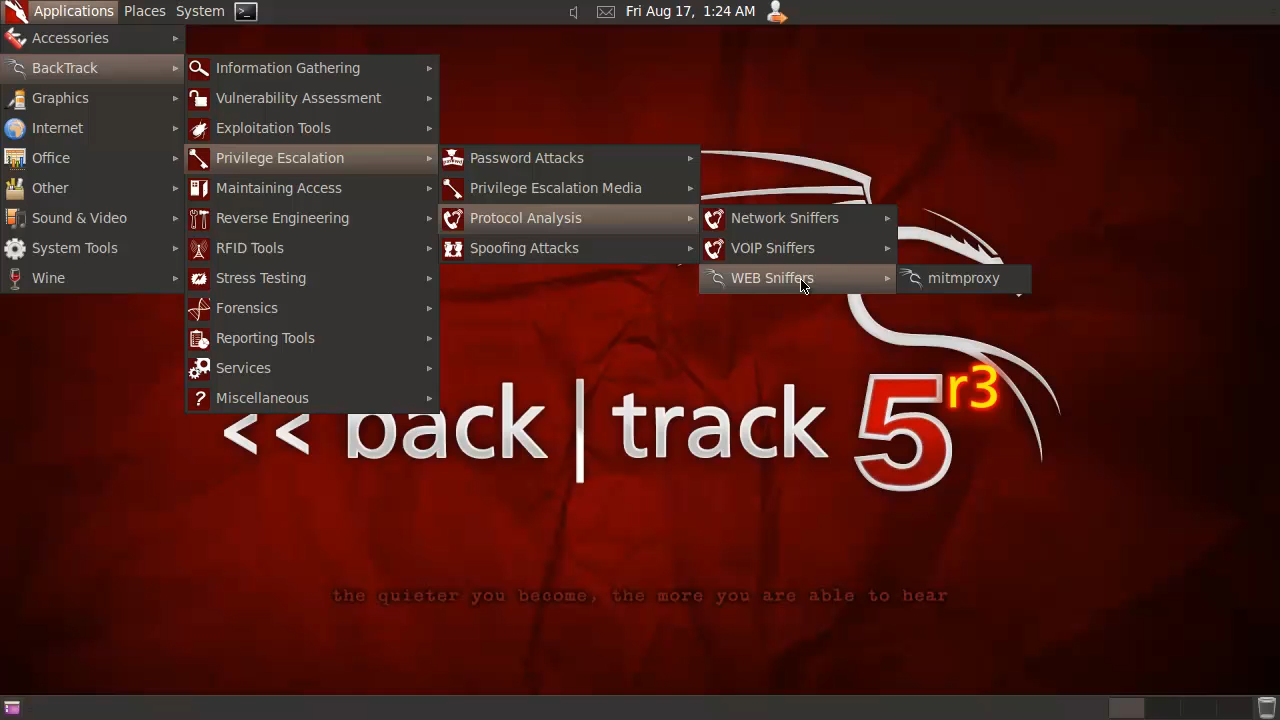 Applications Places System Fri Aug 17, 1:24 AM
Accessories
BackTrack
Graphics
Internet
Office
Other
Sound & Video
System Tools
Wine
Information Gathering
Vulnerability Assessment
Exploitation Tools
Privilege Escalation
Maintaining Access
Reverse Engineering
RFID Tools
Stress Testing
Forensics
Reporting Tools
Services
Miscellaneous
Password Attacks
Privilege Escalation Media
Protocol Analysis
Spoofing Attacks
Network Sniffers
VOIP Sniffers
WEB Sniffers
mitmproxy
<< back | track 5 r3
the quieter you become, the more you are able to hear